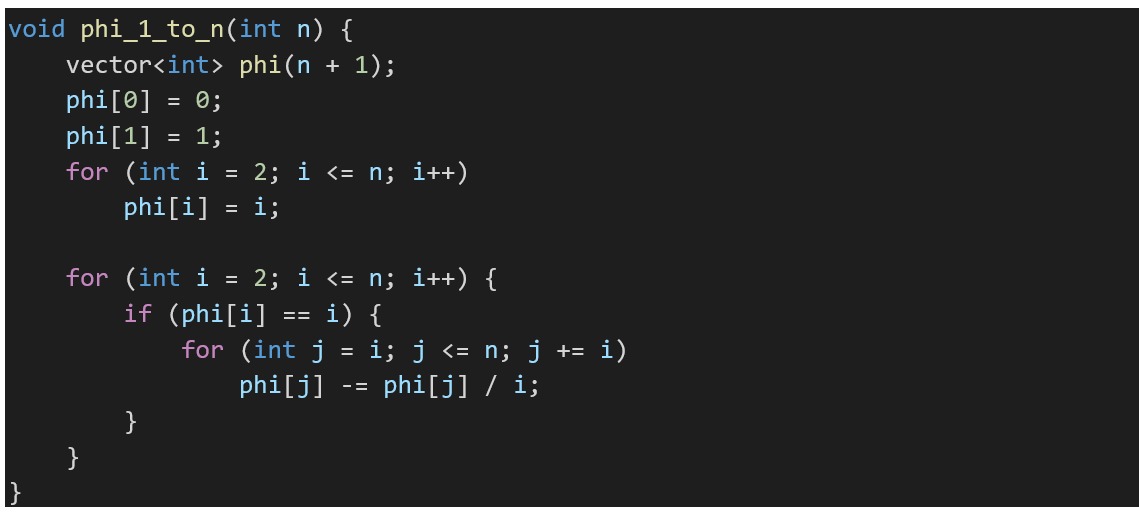 void phi_1_to_n(int n) {
    vector<int> phi(n + 1);
    phi[0] = 0;
    phi[1] = 1;
    for (int i = 2; i <= n; i++)
        phi[i] = i;

    for (int i = 2; i <= n; i++) {
        if (phi[i] == i) {
            for (int j = i; j <= n; j += i)
                phi[j] -= phi[j] / i;
        }
    }
}